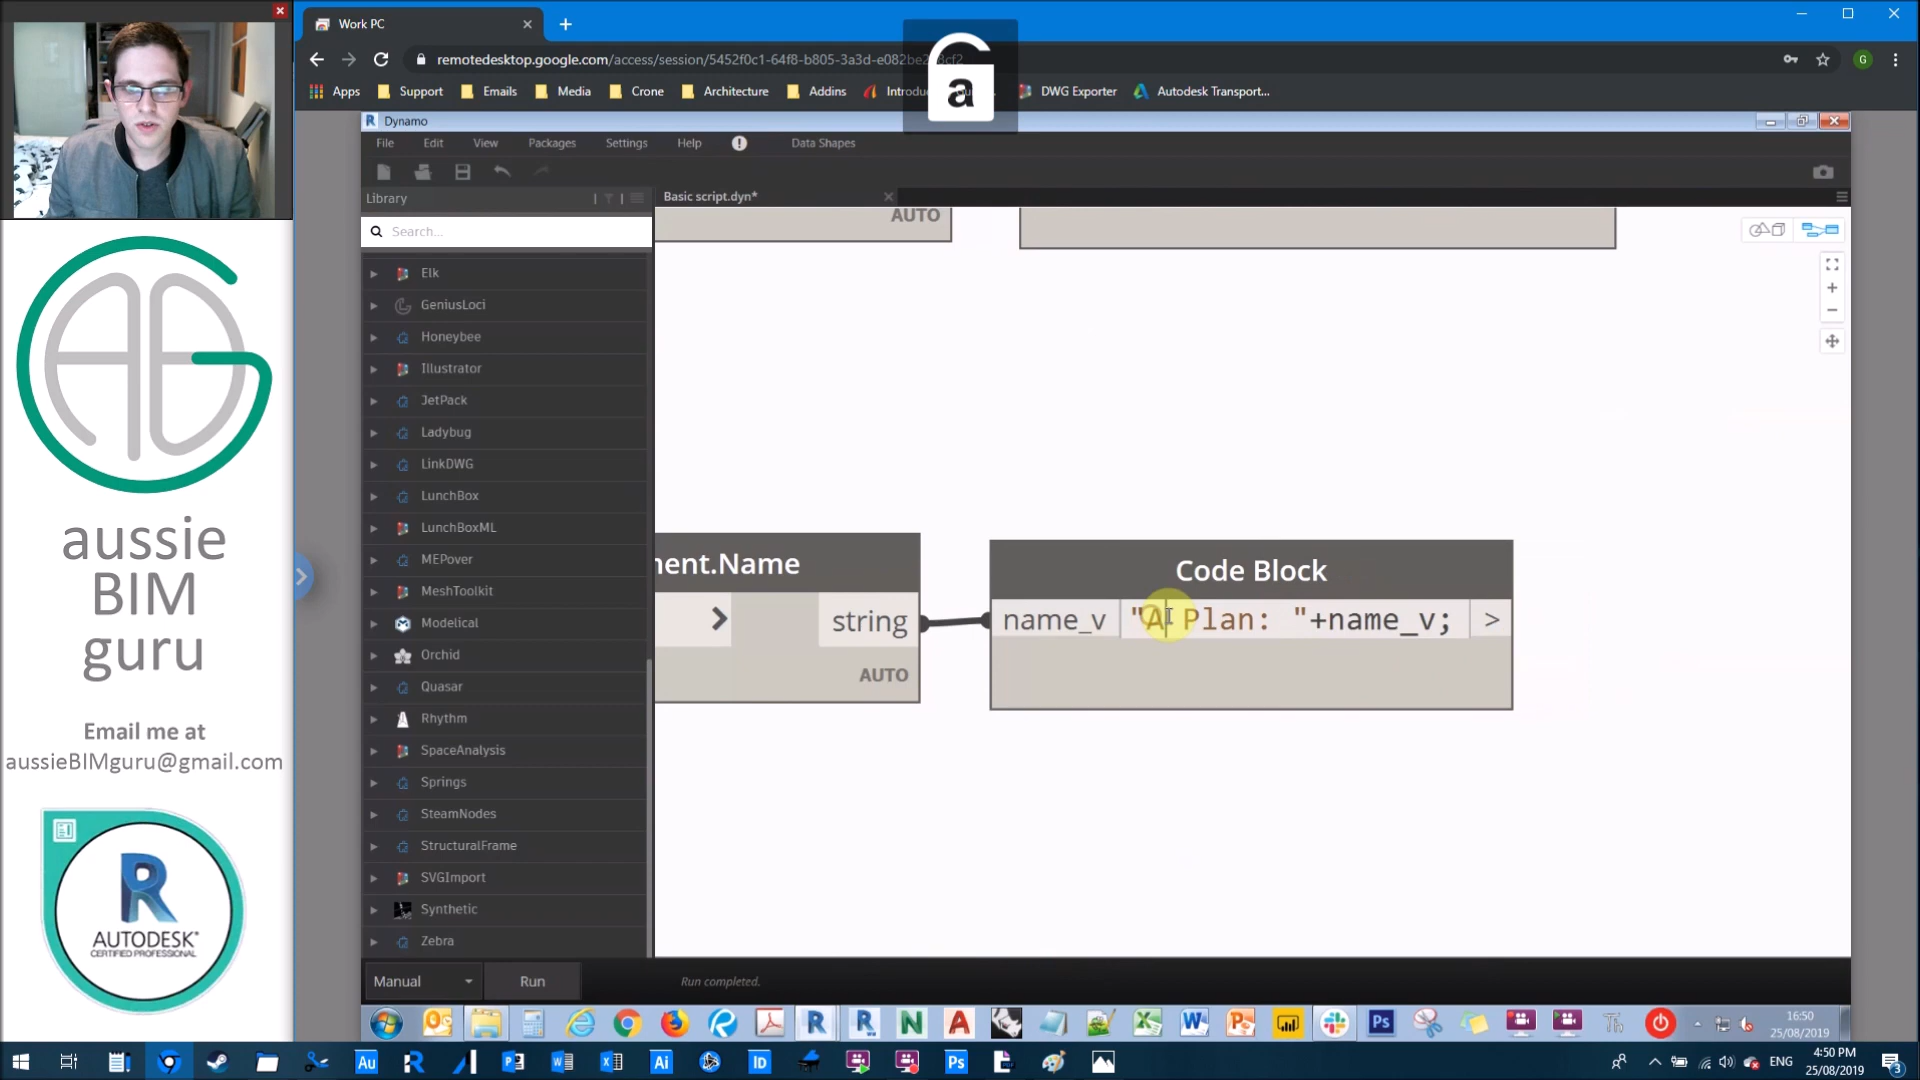 Work PC
remotedesktop.google.com/access/session/5452f0c1-64f8-b805-3a3d-e082be
G
Apps
Support
Emails
Media
Crone
Architecture
Addins
DWG Exporter
Autodesk Transport...
a
Dynamo
File
Edit
View
Packages
Settings
Help
Data Shapes
Library
Basic script.dyn*
Search...
AUTO
Elk
GeniusLoci
Honeybee
Illustrator
JetPack
Ladybug
LinkDWG
LunchBox
LunchBoxML
MEPover
MeshToolkit
Modelical
Orchid
Quasar
Rhythm
SpaceAnalysis
Springs
SteamNodes
StructuralFrame
SVGImport
Synthetic
Zebra
ment.Name
string
AUTO
Code Block
name_v
"A Plan: "+name_v;
>
Manual
Run
Run completed.
16:50
25/08/2019
ENG
4:50 PM
25/08/2019
3
aussie
BIM
guru
Email me at
aussieBIMguru@gmail.com
AUTODESK®
CERTIFIED PROFESSIONAL